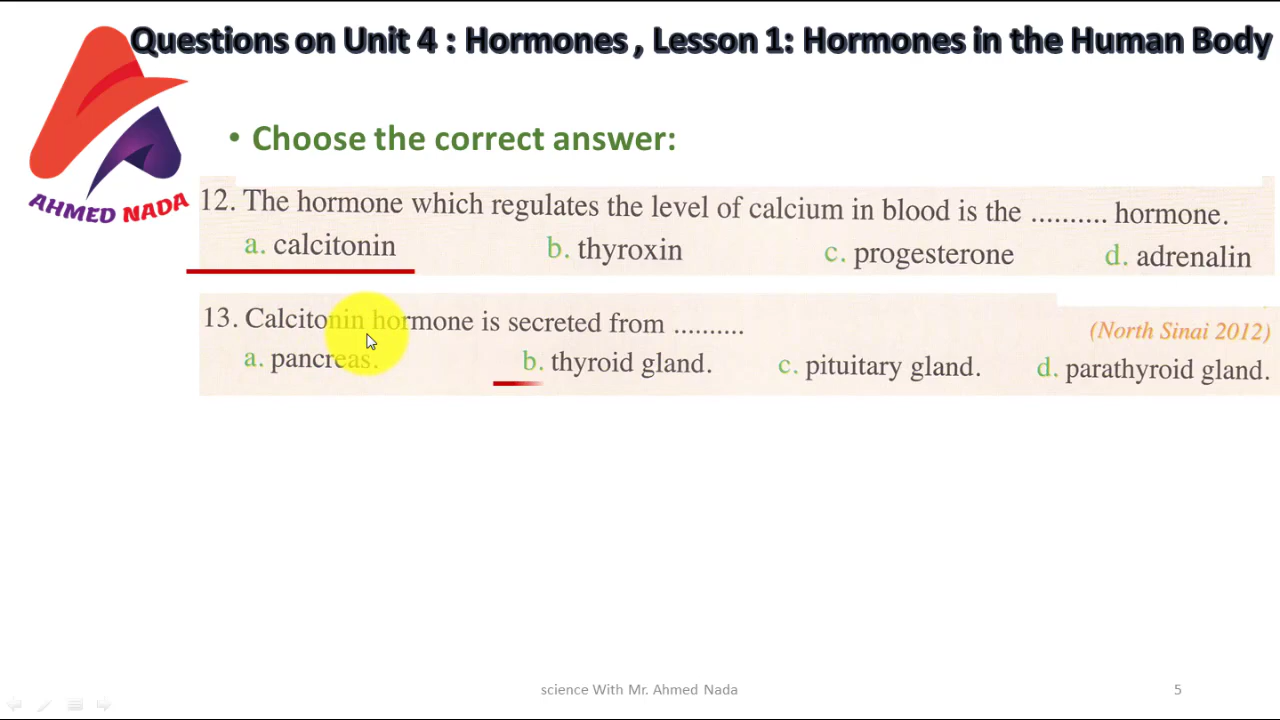 Questions on Unit 4 : Hormones , Lesson 1: Hormones in the Human Body
AHMED NADA
• Choose the correct answer:
12. The hormone which regulates the level of calcium in blood is the .......... hormone.
a. calcitonin b. thyroxin c. progesterone d. adrenalin
13. Calcitonin hormone is secreted from ..........
(North Sinai 2012)
a. pancreas. b. thyroid gland. c. pituitary gland. d. parathyroid gland.
science With Mr. Ahmed Nada
5